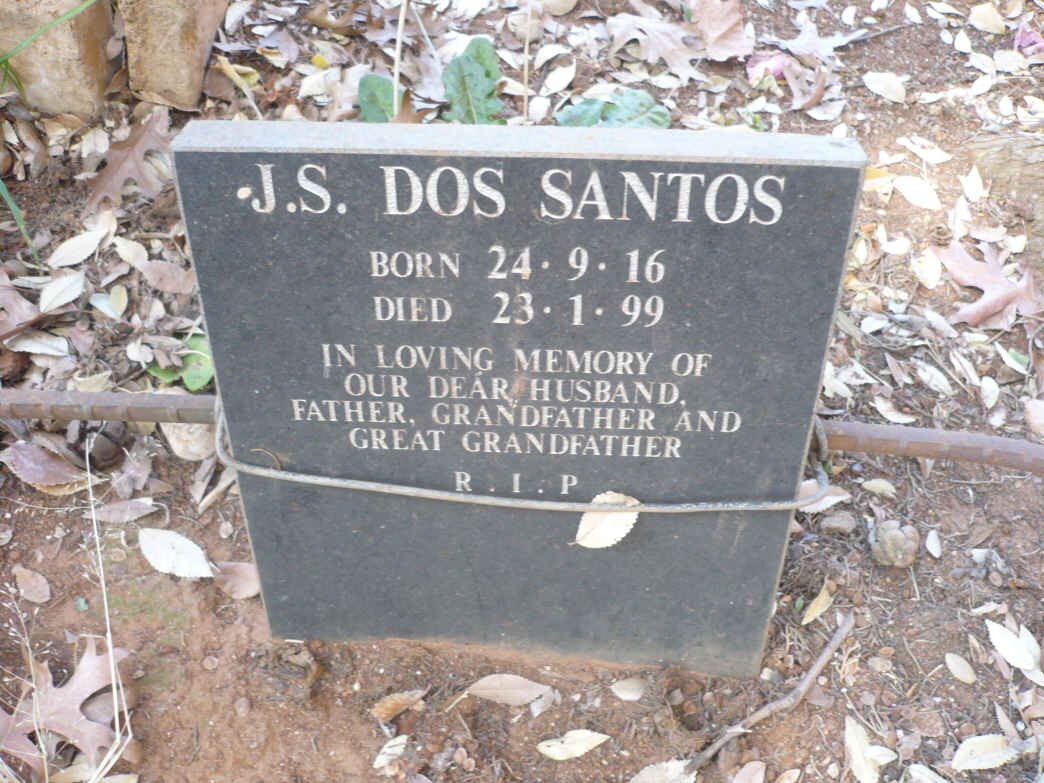 J.S. DOS SANTOS
BORN 24·9·16
DIED 23·1·99
IN LOVING MEMORY OF
OUR DEAR HUSBAND,
FATHER, GRANDFATHER AND
GREAT GRANDFATHER
R.I.P